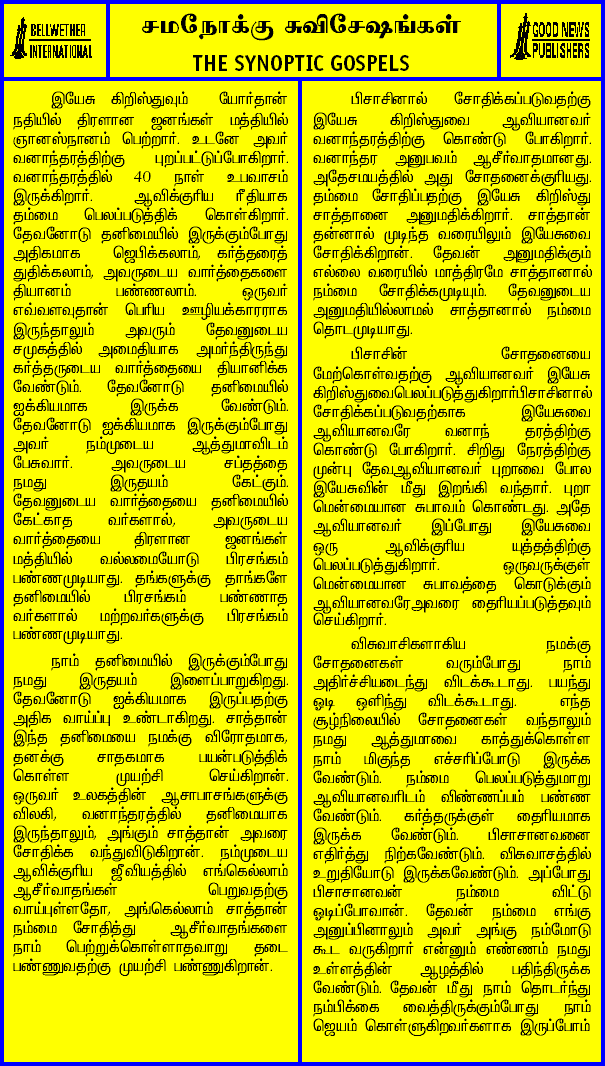 BELLWETHER
INTERNATIONAL
சமநோக்கு சுவிசேஷங்கள்
THE SYNOPTIC GOSPELS
GOOD NEWS
PUBLISHERS
இயேசு கிறிஸ்துவும் யோர்தான்
நதியில் திரளான ஜனங்கள் மத்தியில்
ஞானஸ்நானம் பெற்றார். உடனே அவர்
வனாந்தரத்திற்கு புறப்பட்டுப்போகிறார்.
வனாந்தரத்தில் 40 நாள் உபவாசம்
இருக்கிறார். ஆவிக்குரிய ரீதியாக
தம்மை பெலப்படுத்திக் கொள்கிறார்.
தேவனோடு தனிமையில் இருக்கும்போது
அதிகமாக ஜெபிக்கலாம், கர்த்தரைத்
துதிக்கலாம், அவருடைய வார்த்தைகளை
தியானம் பண்ணலாம். ஒருவர்
எவ்வளவுதான் பெரிய ஊழியக்காரராக
இருந்தாலும் அவரும் தேவனுடைய
சமுகத்தில் அமைதியாக அமர்ந்திருந்து
கர்த்தருடைய வார்த்தையை தியானிக்க
வேண்டும். தேவனோடு தனிமையில்
ஐக்கியமாக இருக்க வேண்டும்.
தேவனோடு ஐக்கியமாக இருக்கும்போது
அவர் நம்முடைய ஆத்துமாவிடம்
பேசுவார். அவருடைய சப்தத்தை
நமது இருதயம் கேட்கும்.
தேவனுடைய வார்த்தையை தனிமையில்
கேட்காத வர்களால், அவருடைய
வார்த்தையை திரளான ஜனங்கள்
மத்தியில் வல்லமையோடு பிரசங்கம்
பண்ணமுடியாது. தங்களுக்கு தாங்களே
தனிமையில் பிரசங்கம் பண்ணாத
வர்களால் மற்றவர்களுக்கு பிரசங்கம்
பண்ணமுடியாது.
நாம் தனிமையில் இருக்கும்போது
நமது இருதயம் இளைப்பாறுகிறது.
தேவனோடு ஐக்கியமாக இருப்பதற்கு
அதிக வாய்ப்பு உண்டாகிறது. சாத்தான்
இந்த தனிமையை நமக்கு விரோதமாக,
தனக்கு சாதகமாக பயன்படுத்திக்
கொள்ள முயற்சி செய்கிறான்.
ஒருவர் உலகத்தின் ஆசாபாசங்களுக்கு
விலகி, வனாந்தரத்தில் தனிமையாக
இருந்தாலும், அங்கும் சாத்தான் அவரை
சோதிக்க வந்துவிடுகிறான். நம்முடைய
ஆவிக்குரிய ஜீவியத்தில் எங்கெல்லாம்
ஆசீர்வாதங்கள் பெறுவதற்கு
வாய்புள்ளதோ, அங்கெல்லாம் சாத்தான்
நம்மை சோதித்து ஆசீர்வாதங்களை
நாம் பெற்றுக்கொள்ளாதவாறு தடை
பண்ணுவதற்கு முயற்சி பண்ணுகிறான்.
பிசாசினால் சோதிக்கப்படுவதற்கு
இயேசு கிறிஸ்துவை ஆவியானவர்
வனாந்தரத்திற்கு கொண்டு போகிறார்.
வனாந்தர அனுபவம் ஆசீர்வாதமானது.
அதேசமயத்தில் அது சோதனைக்குரியது.
தம்மை சோதிப்பதற்கு இயேசு கிறிஸ்து
சாத்தானை அனுமதிக்கிறார். சாத்தான்
தன்னால் முடிந்த வரையிலும் இயேசுவை
சோதிக்கிறான். தேவன் அனுமதிக்கும்
எல்லை வரையில் மாத்திரமே சாத்தானால்
நம்மை சோதிக்கமுடியும். தேவனுடைய
அனுமதியில்லாமல் சாத்தானால் நம்மை
தொடமுடியாது.
பிசாசின் சோதனையை
மேற்கொள்வதற்கு ஆவியானவர் இயேசு
கிறிஸ்துவைபெலப்படுத்துகிறார்பிசாசினால்
சோதிக்கப்படுவதற்காக இயேசுவை
ஆவியானவரே வனாந் தரத்திற்கு
கொண்டு போகிறார். சிறிது நேரத்திற்கு
முன்பு தேவஆவியானவர் புறாவை போல
இயேசுவின் மீது இறங்கி வந்தார். புறா
மென்மையான சுபாவம் கொண்டது. அதே
ஆவியானவர் இப்போது இயேசுவை
ஒரு ஆவிக்குரிய யுத்தத்திற்கு
பெலப்படுத்துகிறார். ஒருவருக்குள்
மென்மையான சுபாவத்தை கொடுக்கும்
ஆவியானவரேஅவரை தைரியப்படுத்தவும்
செய்கிறார்.
விசுவாசிகளாகிய நமக்கு
சோதனைகள் வரும்போது நாம்
அதிர்ச்சியடைந்து விடக்கூடாது. பயந்து
ஓடி ஒளிந்து விடக்கூடாது. எந்த
சூழ்நிலையில் சோதனைகள் வந்தாலும்
நமது ஆத்துமாவை காத்துக்கொள்ள
நாம் மிகுந்த எச்சரிப்போடு இருக்க
வேண்டும். நம்மை பெலப்படுத்துமாறு
ஆவியானவரிடம் விண்ணப்பம் பண்ண
வேண்டும். கர்த்தருக்குள் தைரியமாக
இருக்க வேண்டும். பிசாசானவனை
எதிர்த்து நிற்கவேண்டும். விசுவாசத்தில்
உறுதியோடு இருக்கவேண்டும். அப்போது
பிசாசானவன் நம்மை விட்டு
ஓடிப்போவான். தேவன் நம்மை எங்கு
அனுப்பினாலும் அவர் அங்கு நம்மோடு
கூட வருகிறார் என்னும் எண்ணம் நமது
உள்ளத்தின் ஆழத்தில் பதிந்திருக்க
வேண்டும். தேவன் மீது நாம் தொடர்ந்து
நம்பிக்கை வைத்திருக்கும்போது நாம்
ஜெயம் கொள்ளுகிறவர்களாக இருப்போம்